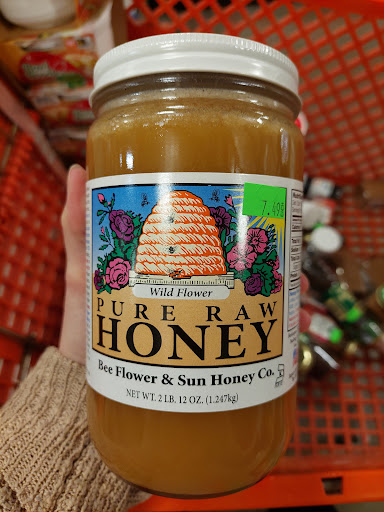 7.49
Wild Flower
PURE RAW
HONEY
Bee Flower & Sun Honey Co.
NET WT. 2 LB. 12 OZ. (1.247kg)